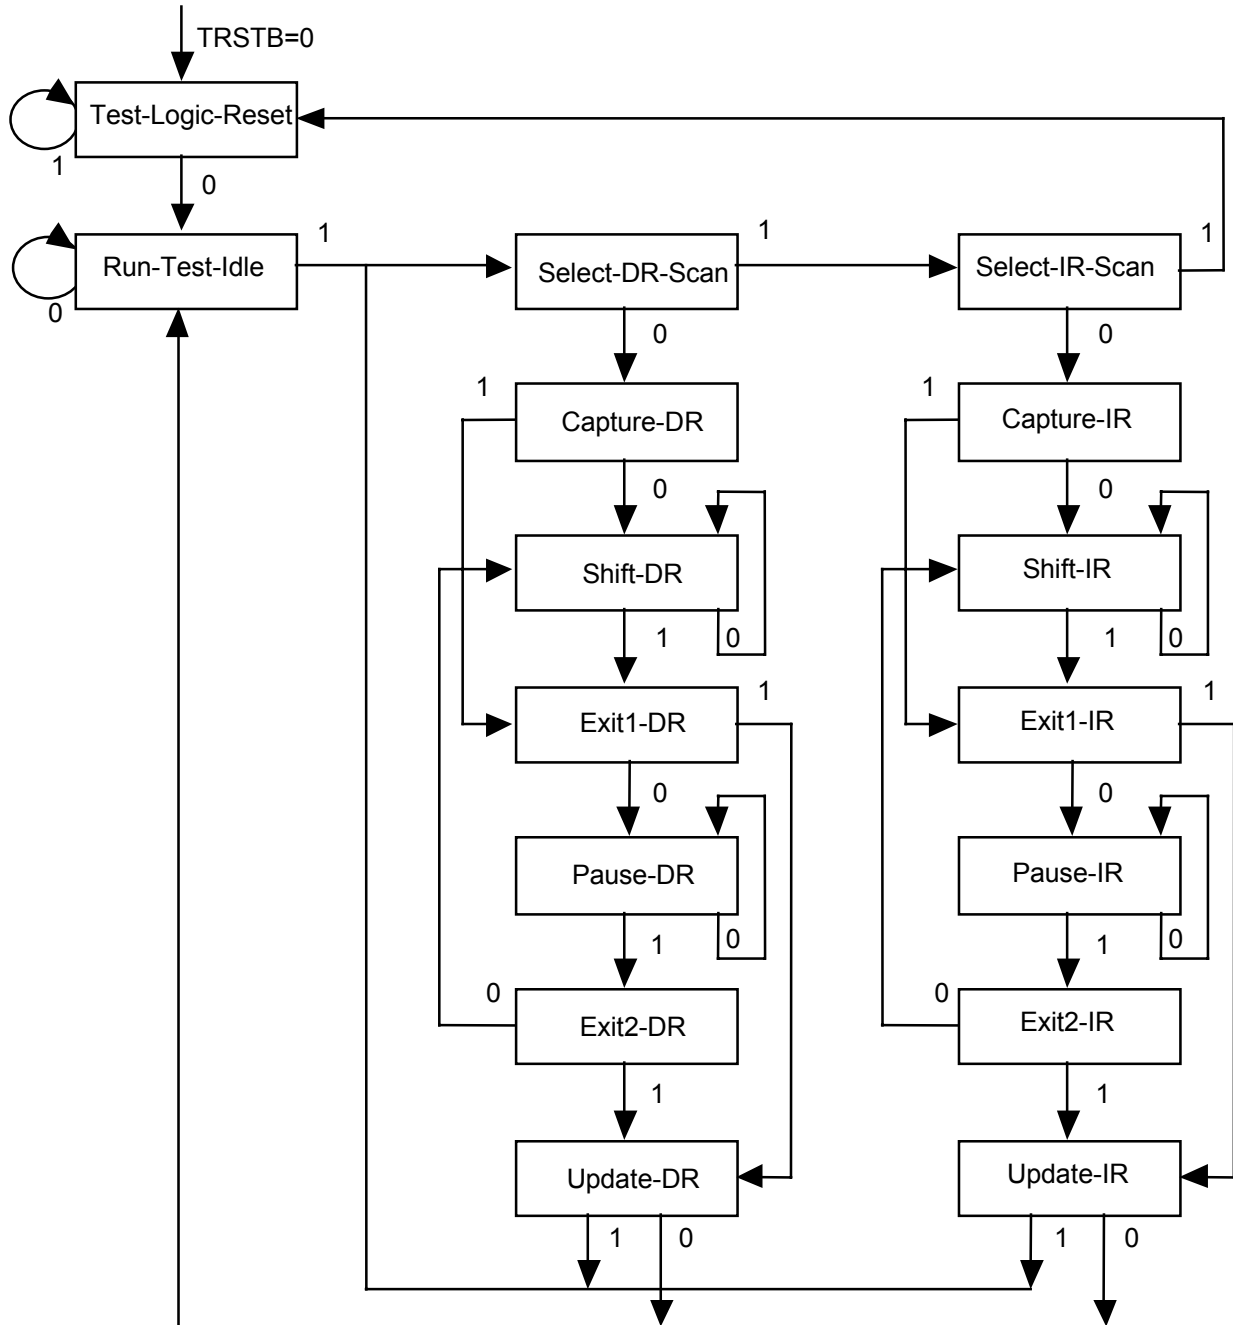 TRSTB=0
Test-Logic-Reset
1
0
1
1
1
Run-Test-Idle
Select-DR-Scan
Select-IR-Scan
0
0
0
1
1
Capture-DR
Capture-IR
0
0
Shift-DR
Shift-IR
1
0
1
0
1
1
Exit1-DR
Exit1-IR
0
0
Pause-DR
Pause-IR
1
0
1
0
0
0
Exit2-DR
Exit2-IR
1
1
Update-DR
Update-IR
1
0
1
0